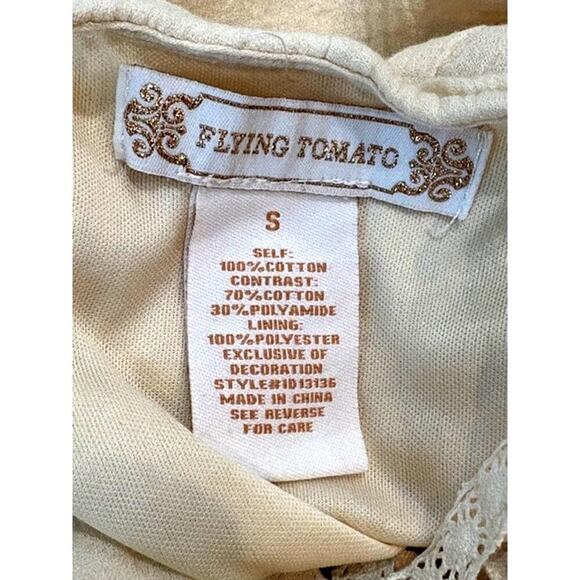 FLYING TOMATO
S
SELF:
100%COTTON
CONTRAST:
70%COTTON
30%POLYAMIDE
LINING:
100%POLYESTER
EXCLUSIVE OF
DECORATION
STYLE#ID13136
MADE IN CHINA
SEE REVERSE
FOR CARE